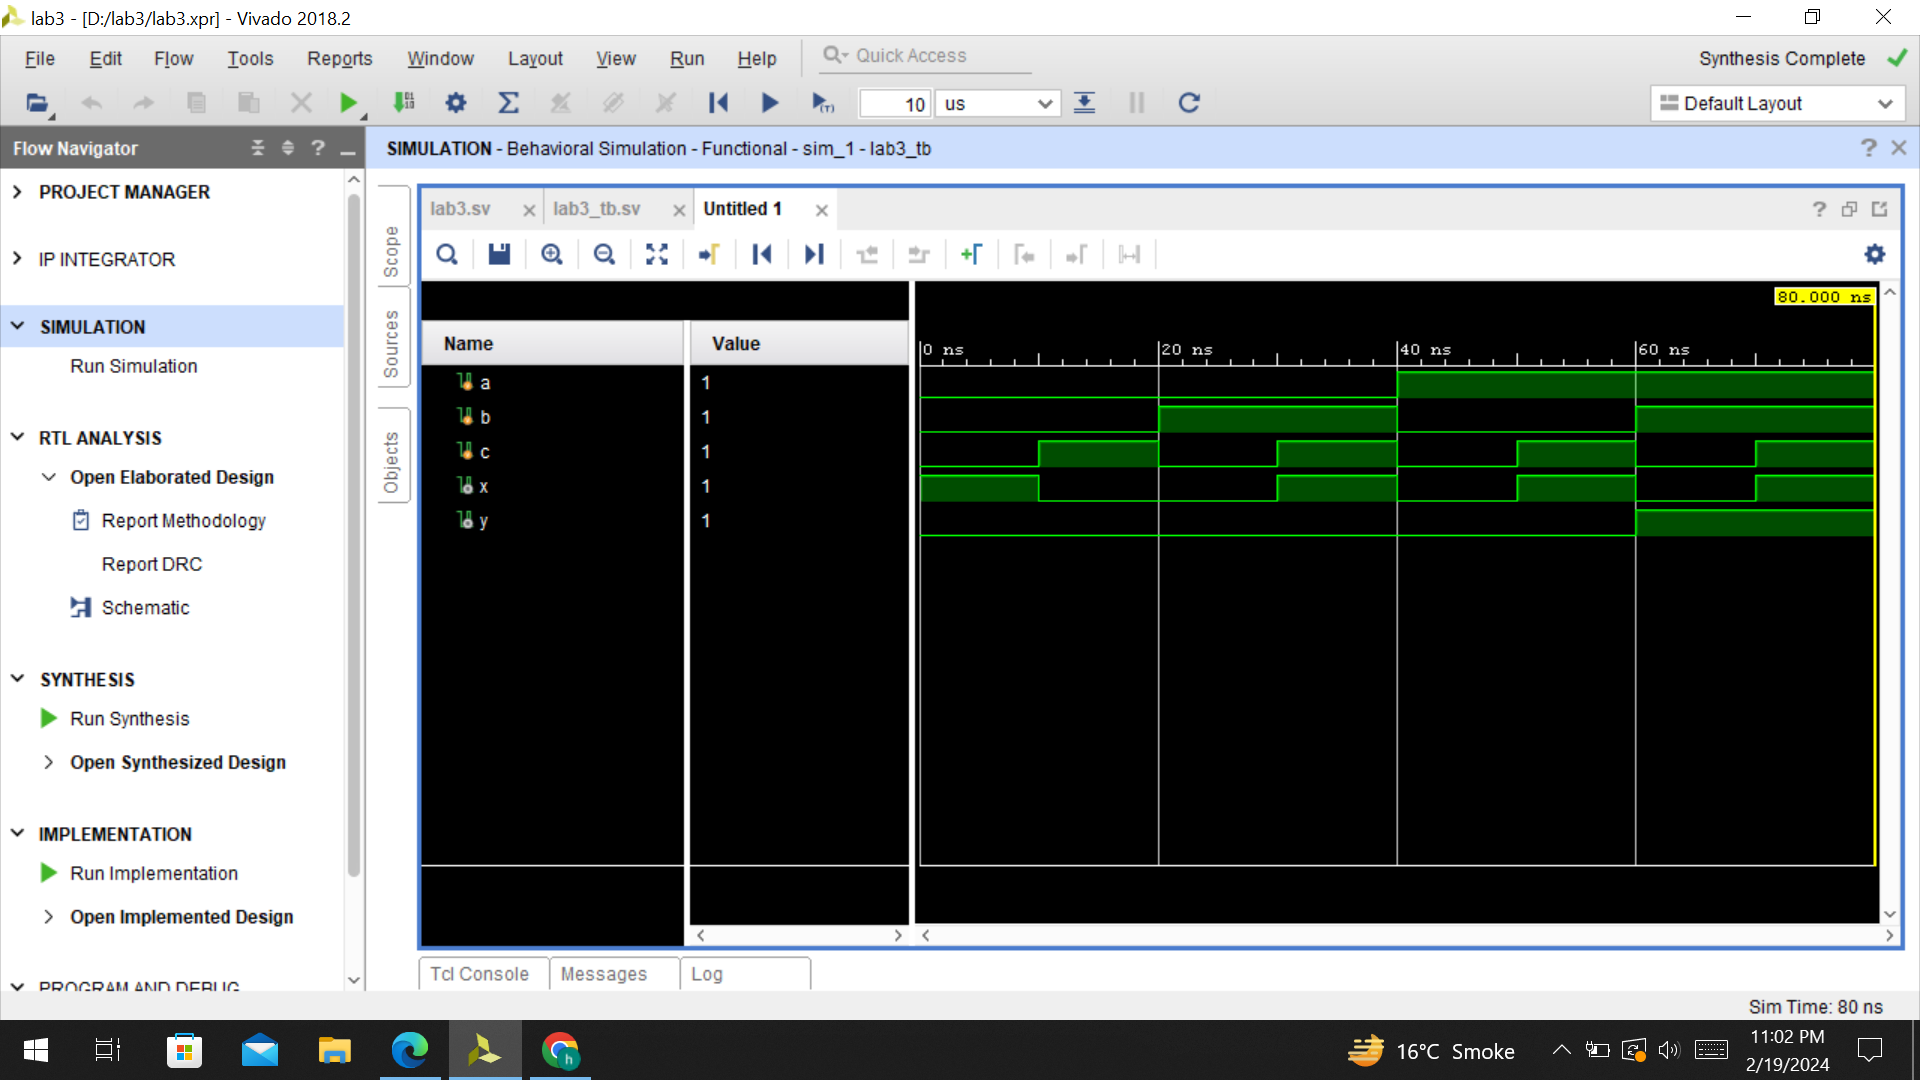 lab3 - [D:/lab3/lab3.xpr] - Vivado 2018.2
File Edit Flow Tools Reports Window Layout View Run Help Quick Access Synthesis Complete
10 us Default Layout
Flow Navigator
SIMULATION - Behavioral Simulation - Functional - sim_1 - lab3_tb
PROJECT MANAGER
IP INTEGRATOR
SIMULATION
Run Simulation
RTL ANALYSIS
Open Elaborated Design
Report Methodology
Report DRC
Schematic
SYNTHESIS
Run Synthesis
Open Synthesized Design
IMPLEMENTATION
Run Implementation
Open Implemented Design
PROGRAM AND DEBUG
Scope
Sources
Objects
lab3.sv lab3_tb.sv Untitled 1
80.000 ns
Name Value
0 ns 20 ns 40 ns 60 ns
a 1
b 1
c 1
x 1
y 1
Tcl Console Messages Log
Sim Time: 80 ns
16°C Smoke
11:02 PM
2/19/2024